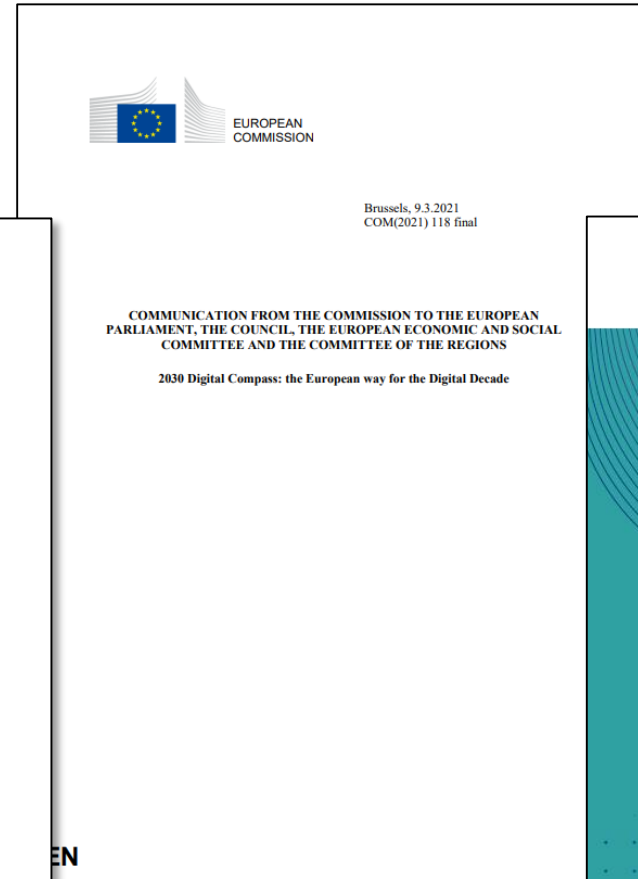 EUROPEAN
COMMISSION
Brussels, 9.3.2021
COM(2021) 118 final
COMMUNICATION FROM THE COMMISSION TO THE EUROPEAN
PARLIAMENT, THE COUNCIL, THE EUROPEAN ECONOMIC AND SOCIAL
COMMITTEE AND THE COMMITTEE OF THE REGIONS
2030 Digital Compass: the European way for the Digital Decade
EN